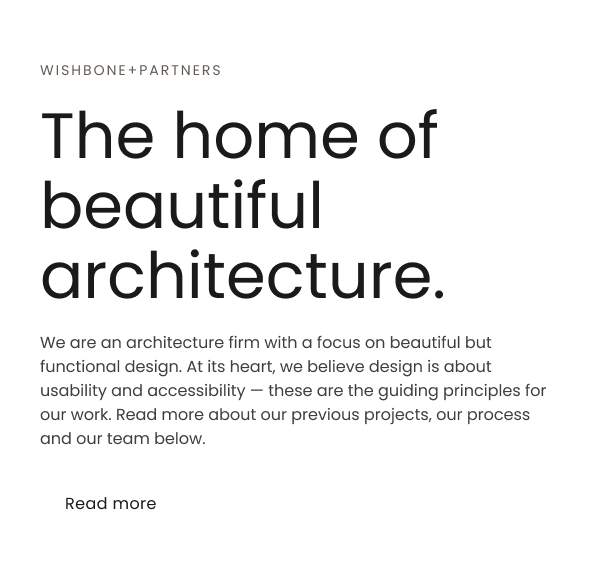 WISHBONE+PARTNERS
The home of
beautiful
architecture.
We are an architecture firm with a focus on beautiful but
functional design. At its heart, we believe design is about
usability and accessibility — these are the guiding principles for
our work. Read more about our previous projects, our process
and our team below.
Read more